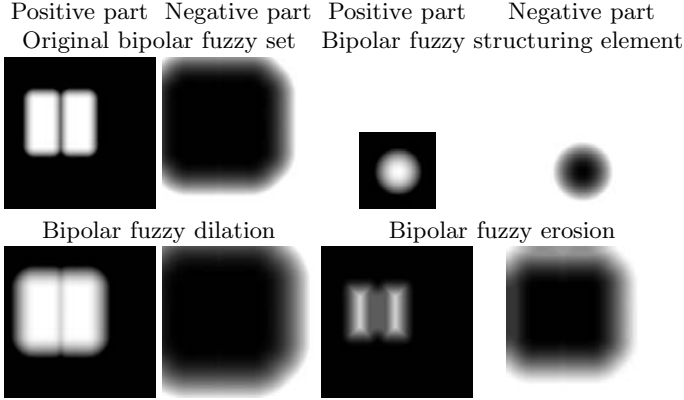 Positive part Negative part Positive part Negative part
Original bipolar fuzzy set Bipolar fuzzy structuring element
Bipolar fuzzy dilation Bipolar fuzzy erosion